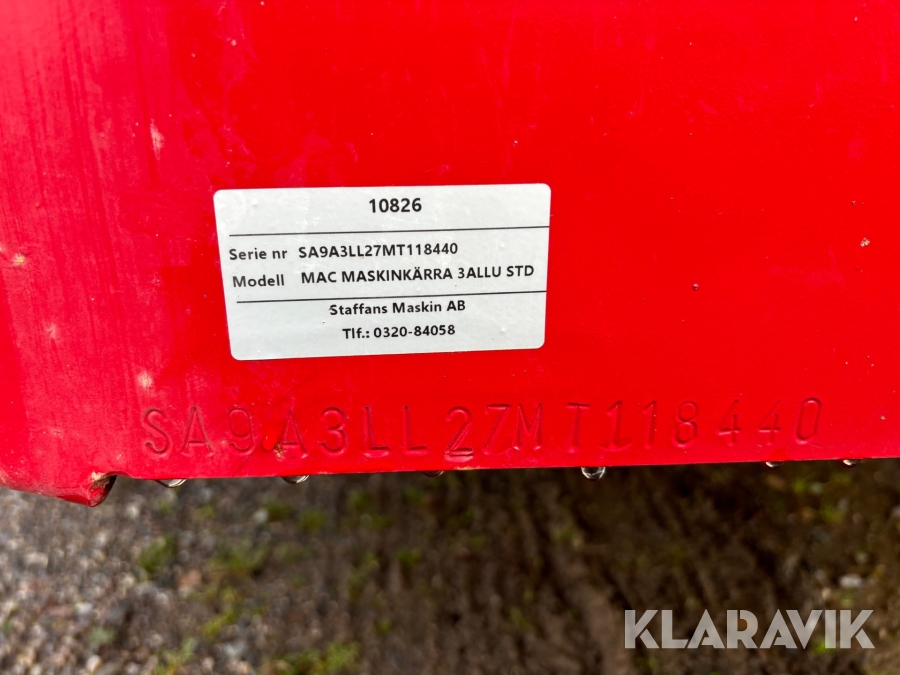 10826
Serie nr SA9A3LL27MT118440
Modell MAC MASKINKÄRRA 3ALLU STD
Staffans Maskin AB
Tlf.: 0320-84058
SA9A3LL27MT118440
KLARAVIK